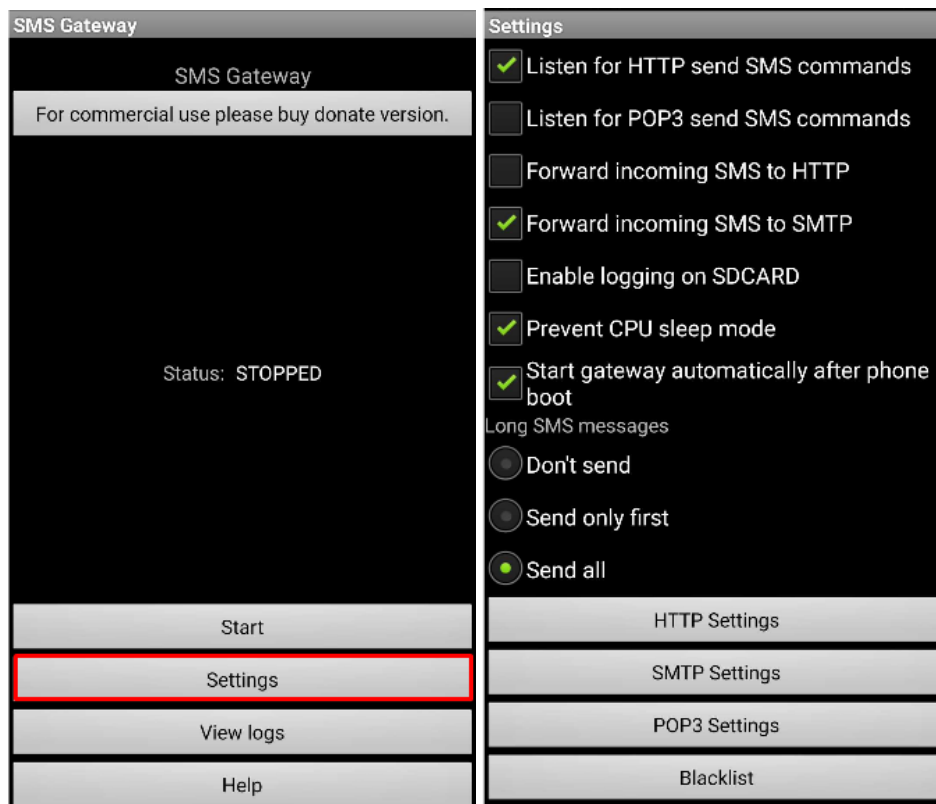 SMS Gateway
SMS Gateway
For commercial use please buy donate version.
Status: STOPPED
Start
Settings
View logs
Help
Settings
Listen for HTTP send SMS commands
Listen for POP3 send SMS commands
Forward incoming SMS to HTTP
Forward incoming SMS to SMTP
Enable logging on SDCARD
Prevent CPU sleep mode
Start gateway automatically after phone
boot
Long SMS messages
Don't send
Send only first
Send all
HTTP Settings
SMTP Settings
POP3 Settings
Blacklist